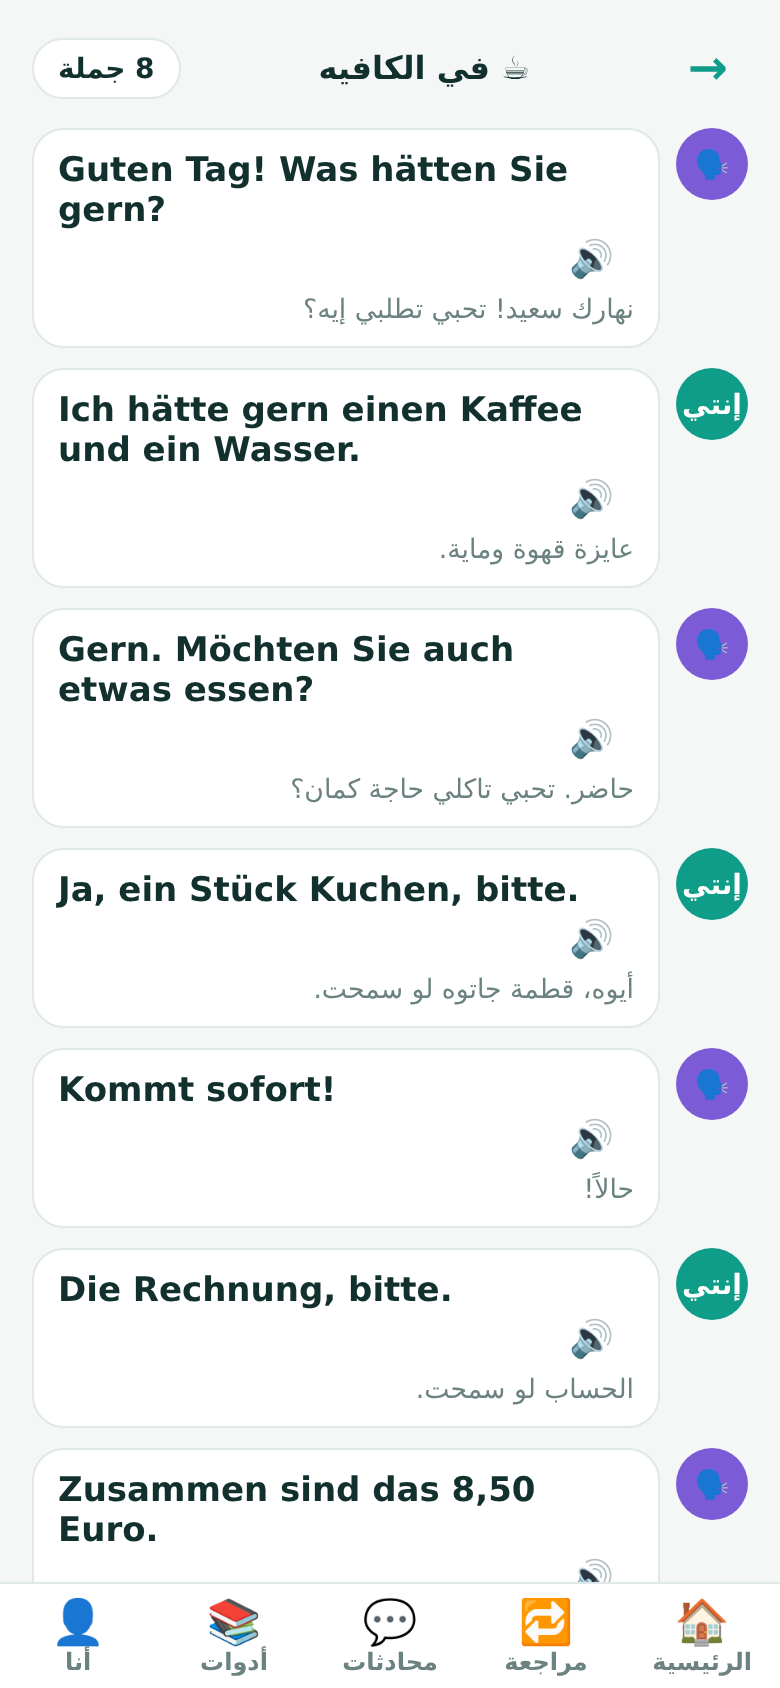 →
☕ في الكافيه
8 جملة
🗣️
Guten Tag! Was hätten Sie
gern?
🔊
نهارك سعيد! تحبي تطلبي إيه؟
إنتي
Ich hätte gern einen Kaffee
und ein Wasser.
🔊
عايزة قهوة وماية.
🗣️
Gern. Möchten Sie auch
etwas essen?
🔊
حاضر. تحبي تاكلي حاجة كمان؟
إنتي
Ja, ein Stück Kuchen, bitte.
🔊
أيوه، قطمة جاتوه لو سمحت.
🗣️
Kommt sofort!
🔊
حالاً!
إنتي
Die Rechnung, bitte.
🔊
الحساب لو سمحت.
🗣️
Zusammen sind das 8,50
Euro.
🔊
الرئيسية
مراجعة
محادثات
أدوات
أنا